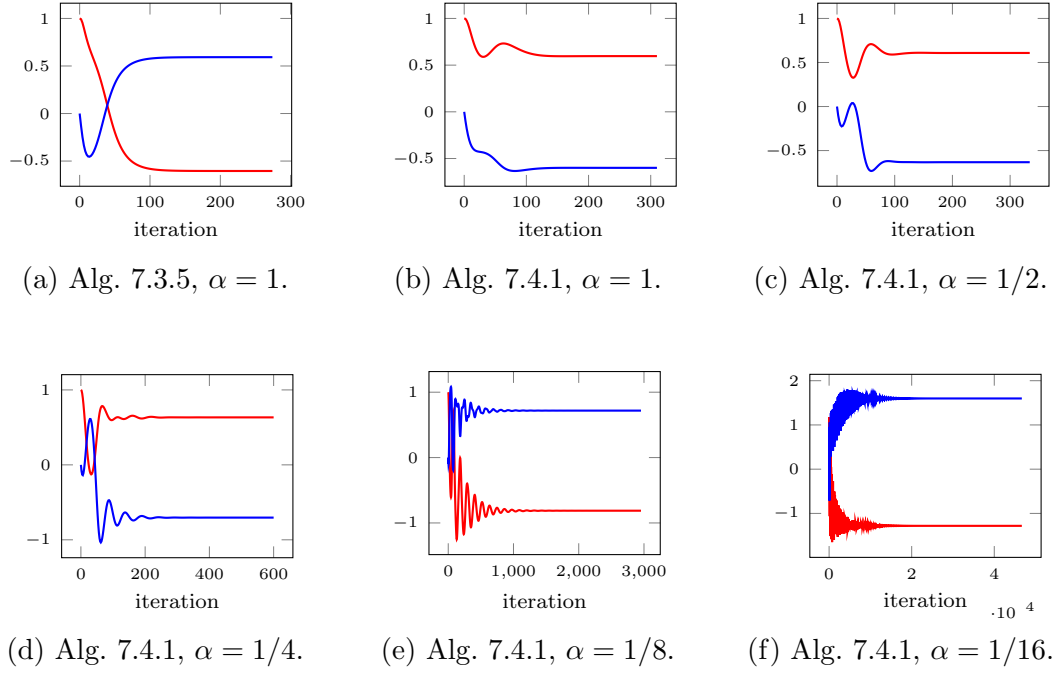 1
0.5
0
−0.5
0 100 200 300
iteration
(a) Alg. 7.3.5, α = 1.
1
0.5
0
−0.5
0 100 200 300
iteration
(b) Alg. 7.4.1, α = 1.
1
0.5
0
−0.5
0 100 200 300
iteration
(c) Alg. 7.4.1, α = 1/2.
1
0
−1
0 200 400 600
iteration
(d) Alg. 7.4.1, α = 1/4.
1
0
−1
0 1,000 2,000 3,000
iteration
(e) Alg. 7.4.1, α = 1/8.
2
1
0
−1
0 2 4
iteration
·10 4
(f) Alg. 7.4.1, α = 1/16.